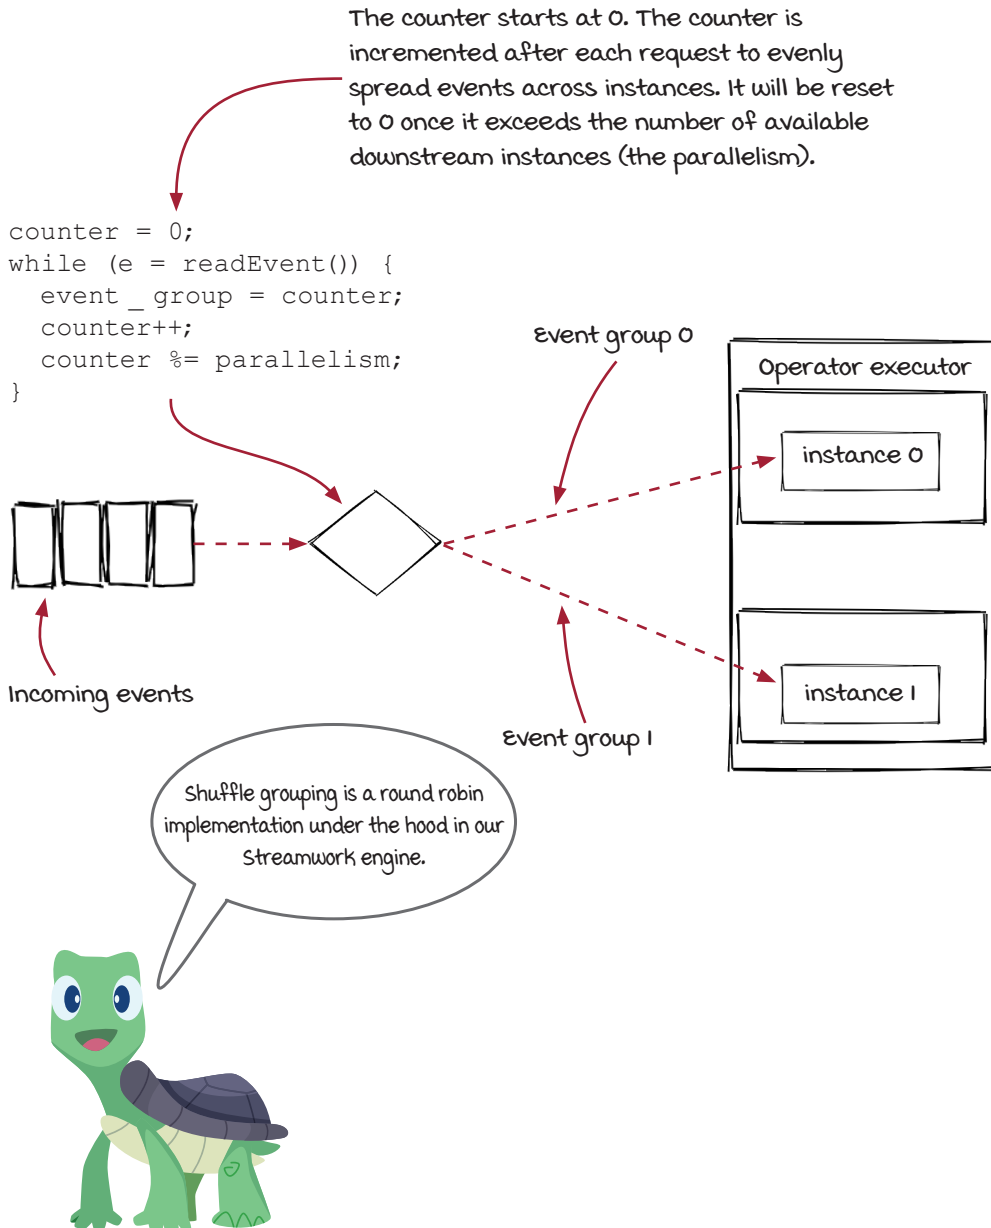 The counter starts at 0. The counter is
incremented after each request to evenly
spread events across instances. It will be reset
to 0 once it exceeds the number of available
downstream instances (the parallelism).
counter = 0;
while (e = readEvent()) {
  event _ group = counter;
  counter++;
  counter %= parallelism;
}
Event group 0
Operator executor
instance 0
Incoming events
instance 1
Event group 1
Shuffle grouping is a round robin
implementation under the hood in our
Streamwork engine.